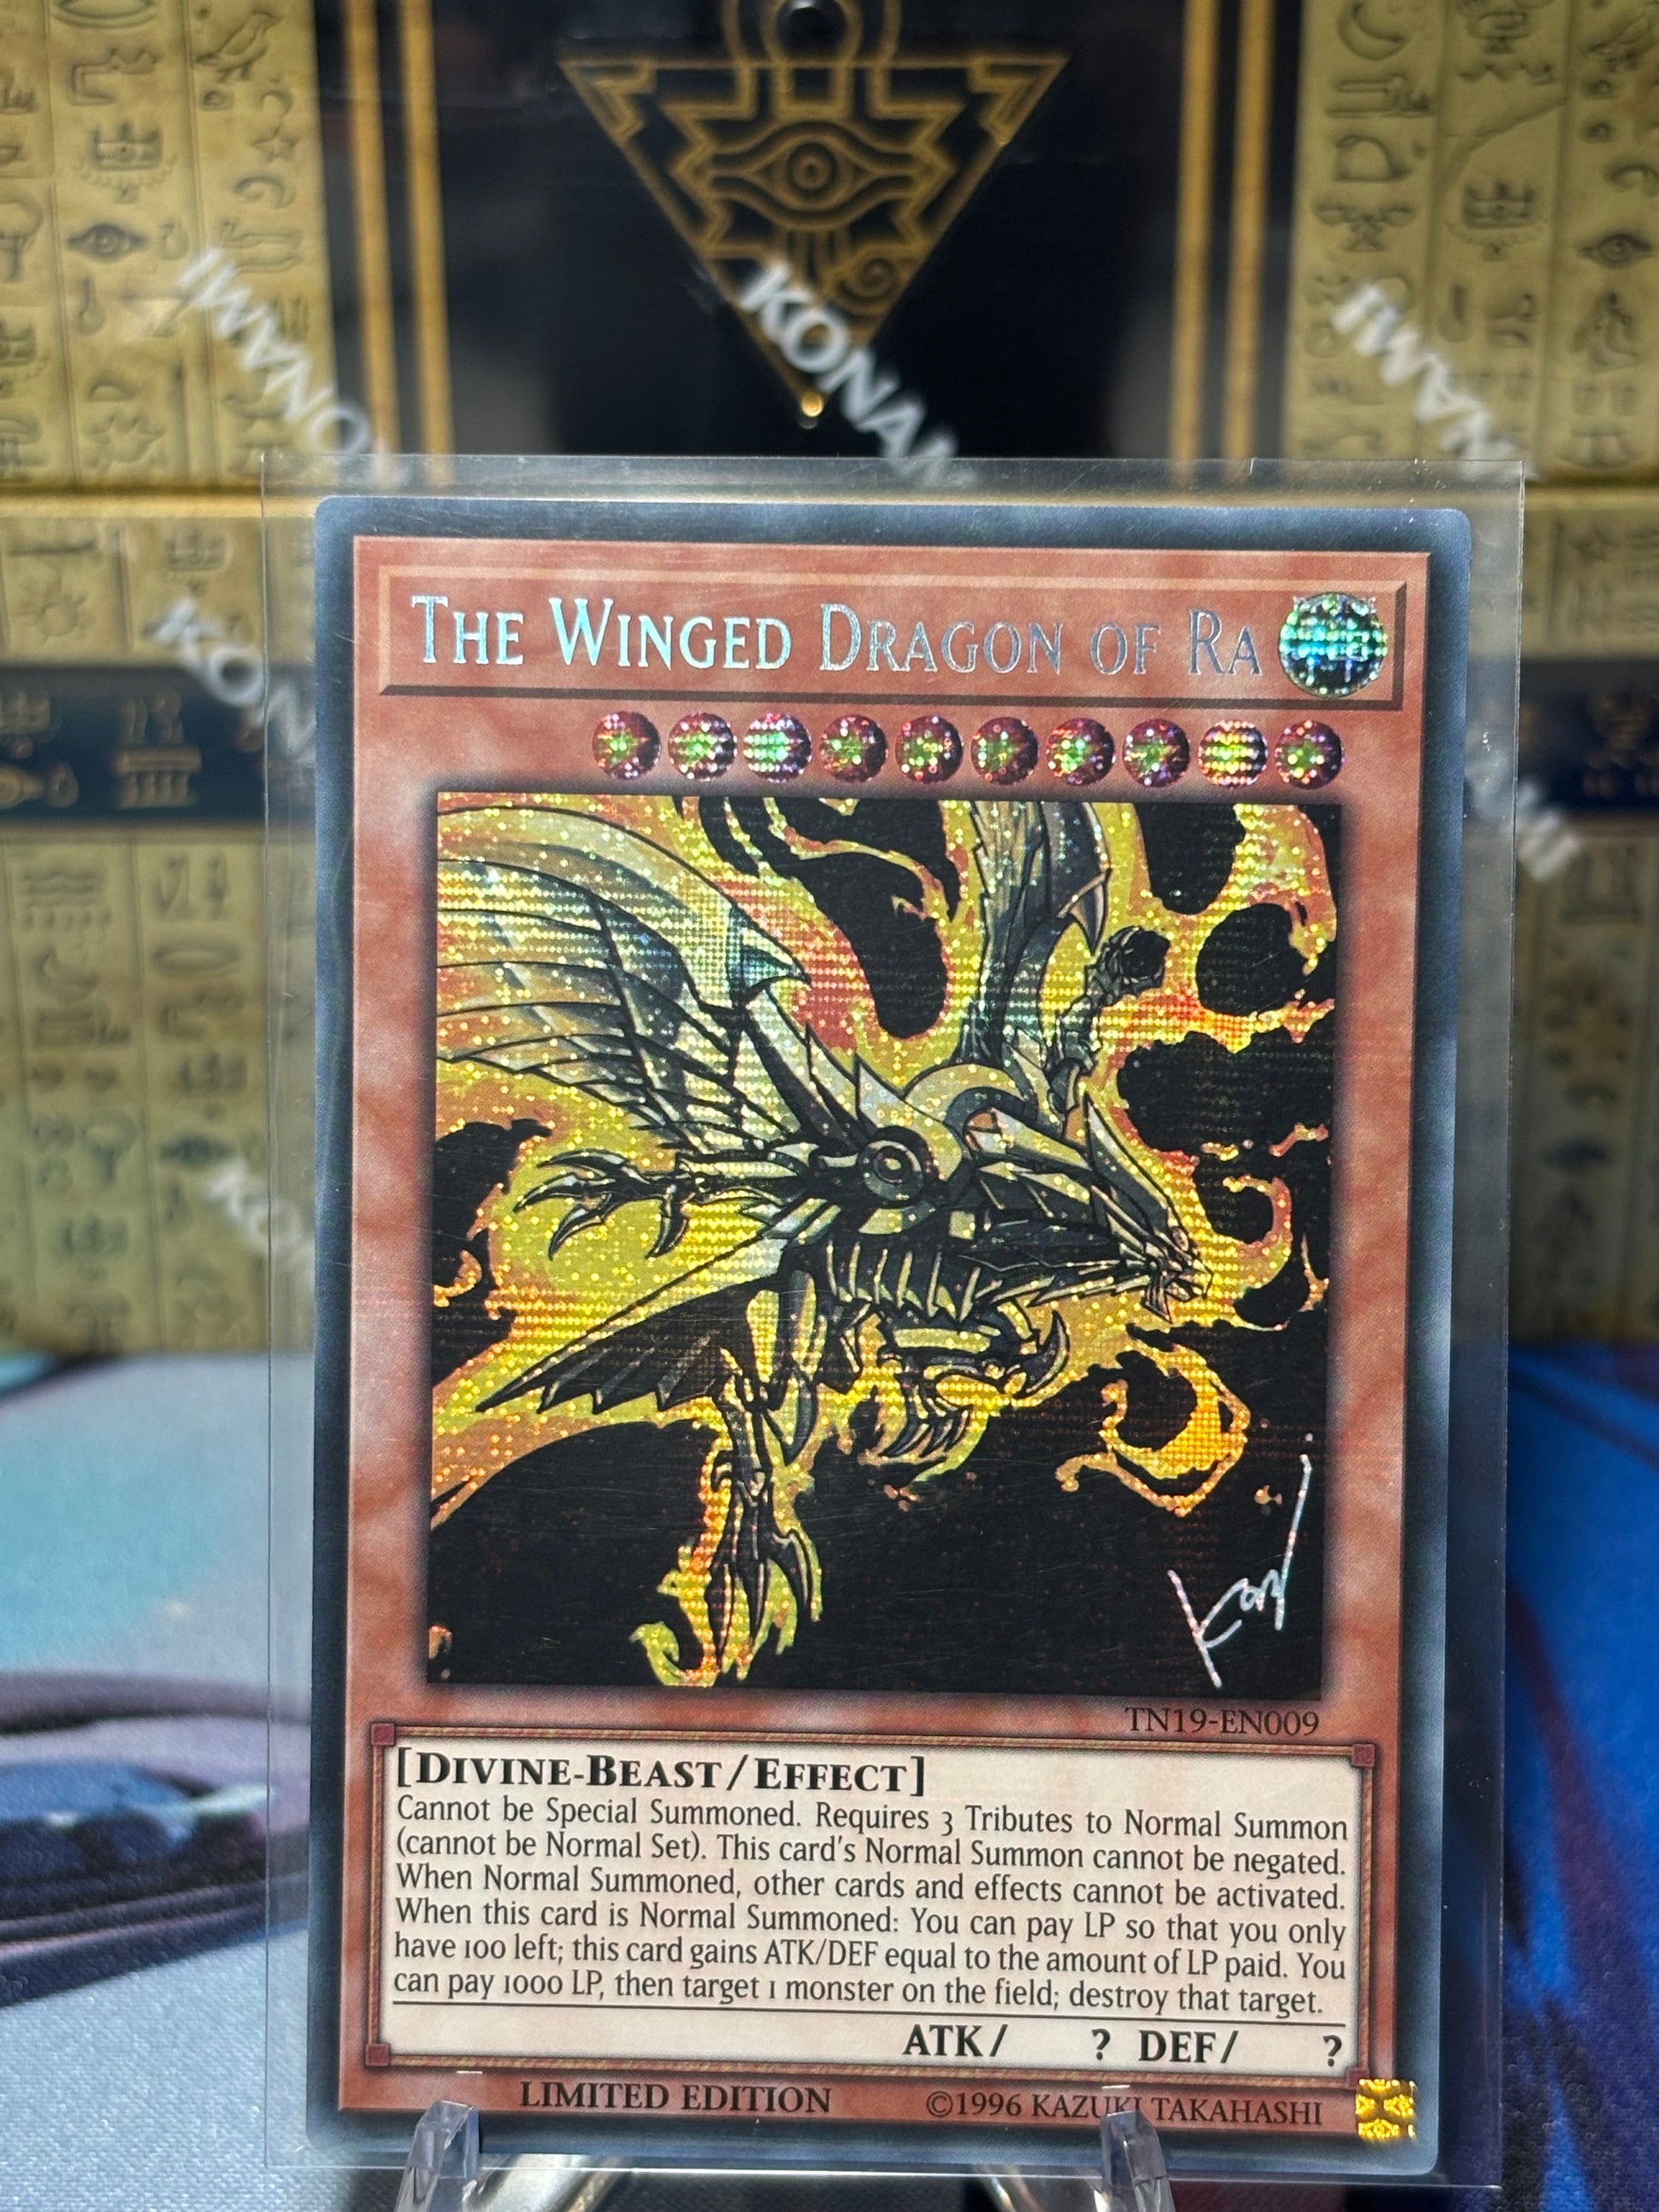 KONAMI
KONAMI
KONAMI
THE WINGED DRAGON OF RA
TN19-EN009
[DIVINE-BEAST/EFFECT]
Cannot be Special Summoned. Requires 3 Tributes to Normal Summon
(cannot be Normal Set). This card's Normal Summon cannot be negated.
When Normal Summoned, other cards and effects cannot be activated.
When this card is Normal Summoned: You can pay LP so that you only
have 100 left; this card gains ATK/DEF equal to the amount of LP paid. You
can pay 1000 LP, then target 1 monster on the field; destroy that target.
ATK/ ? DEF/ ?
LIMITED EDITION ©1996 KAZUKI TAKAHASHI